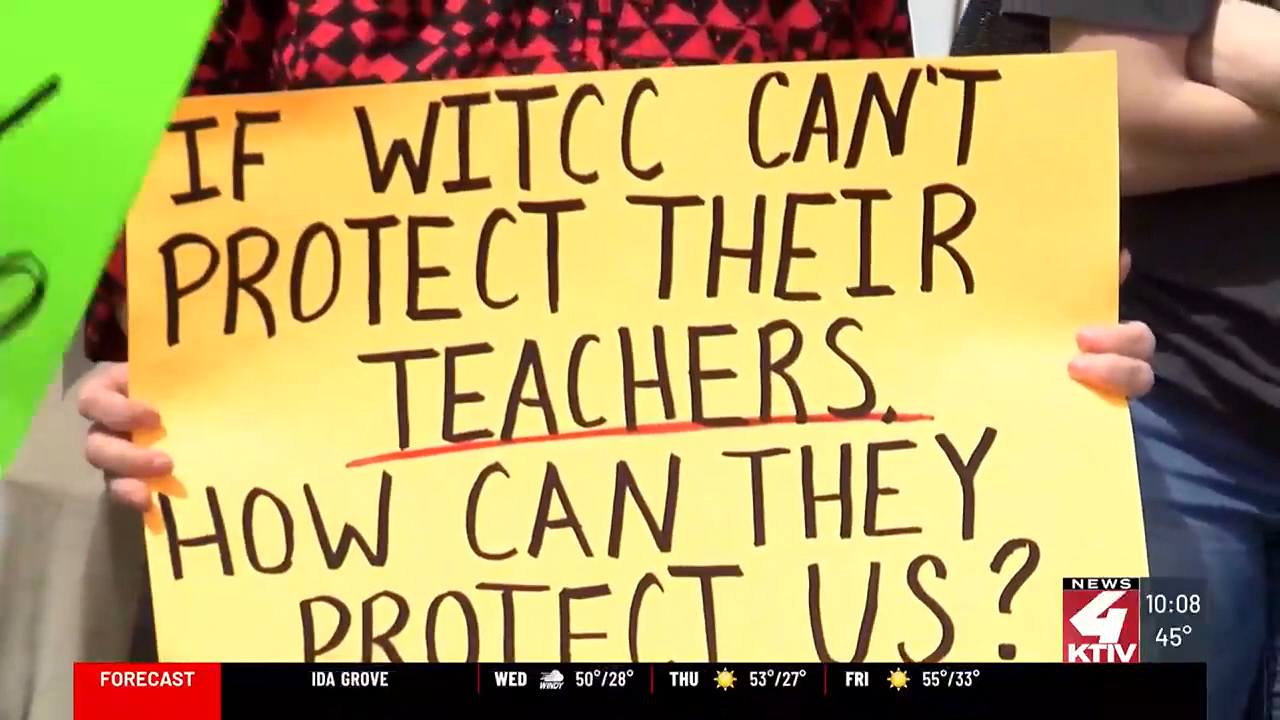 IF WITCC CAN'T
PROTECT THEIR
TEACHERS.
HOW CAN THEY
PROTECT US?
NEWS
4
KTIV
10:08
45°
FORECAST
IDA GROVE
WED WINDY 50°/28°
THU 53°/27°
FRI 55°/33°